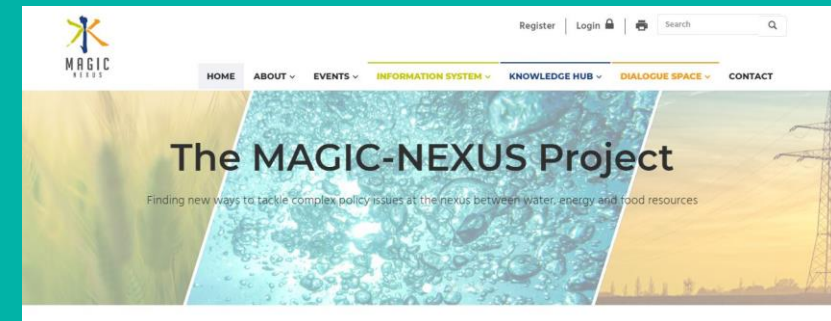 Register Login Search
MAGIC
NEXUS
HOME ABOUT EVENTS INFORMATION SYSTEM KNOWLEDGE HUB DIALOGUE SPACE CONTACT
The MAGIC-NEXUS Project
Finding new ways to tackle complex policy issues at the nexus between water, energy and food resources